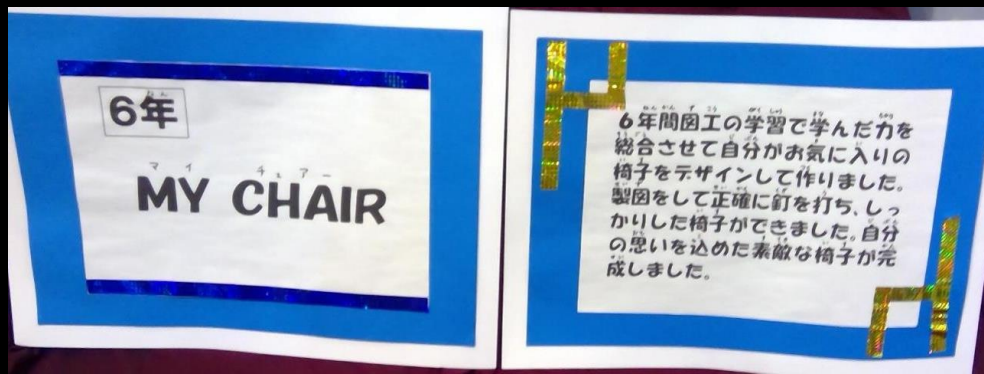 6年
MY CHAIR
6年間図工の学習で学んだ力を
総合させて自分がお気に入りの
椅子をデザインして作りました。
製図をして正確に釘を打ち、しっ
かりした椅子ができました。自分
の思いを込めた素敵な椅子が完
成しました。